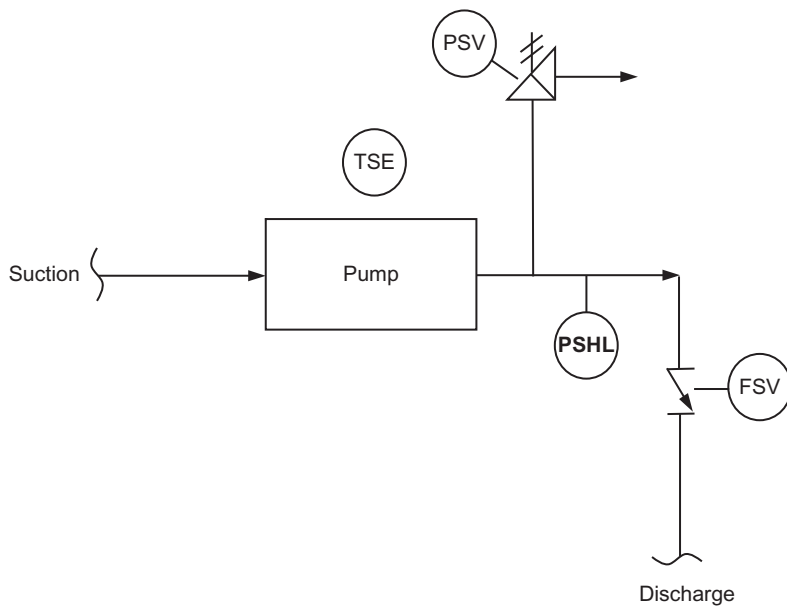 PSV
TSE
Suction
Pump
PSHL
FSV
Discharge